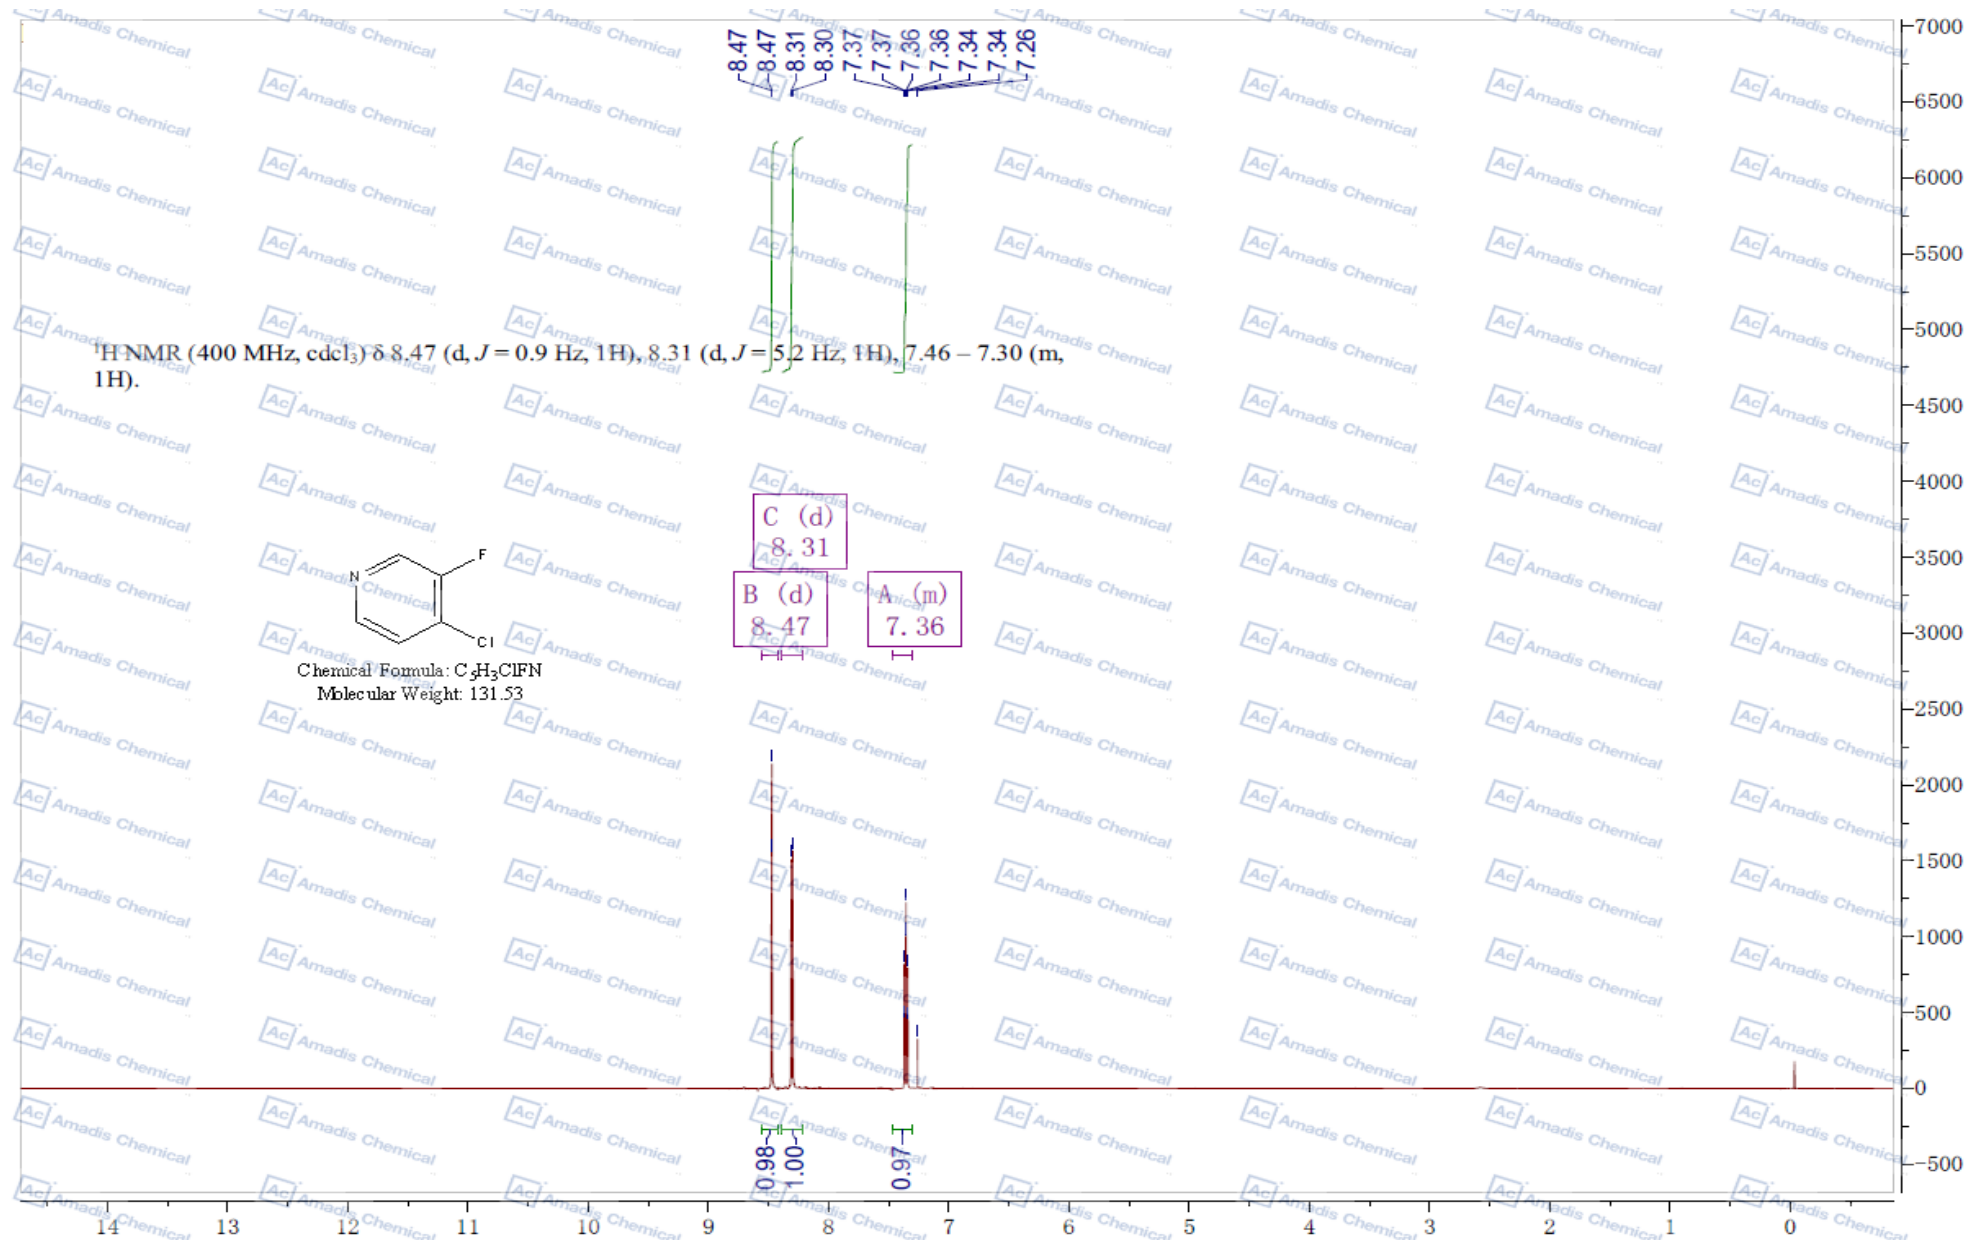 8.47
8.47
8.31
8.30
7.37
7.37
7.36
7.36
7.34
7.34
7.26
7000
6500
6000
5500
5000
4500
4000
3500
3000
2500
2000
1500
1000
500
0
-500
¹H NMR (400 MHz, cdcl₃) δ 8.47 (d, J = 0.9 Hz, 1H), 8.31 (d, J = 5.2 Hz, 1H), 7.46 – 7.30 (m,
1H).
C (d)
8.31
B (d)
8.47
A (m)
7.36
N
F
Cl
Chemical Formula: C₅H₃ClFN
Molecular Weight: 131.53
0.98
1.00
0.97
14 13 12 11 10 9 8 7 6 5 4 3 2 1 0
Ac Amadis Chemical